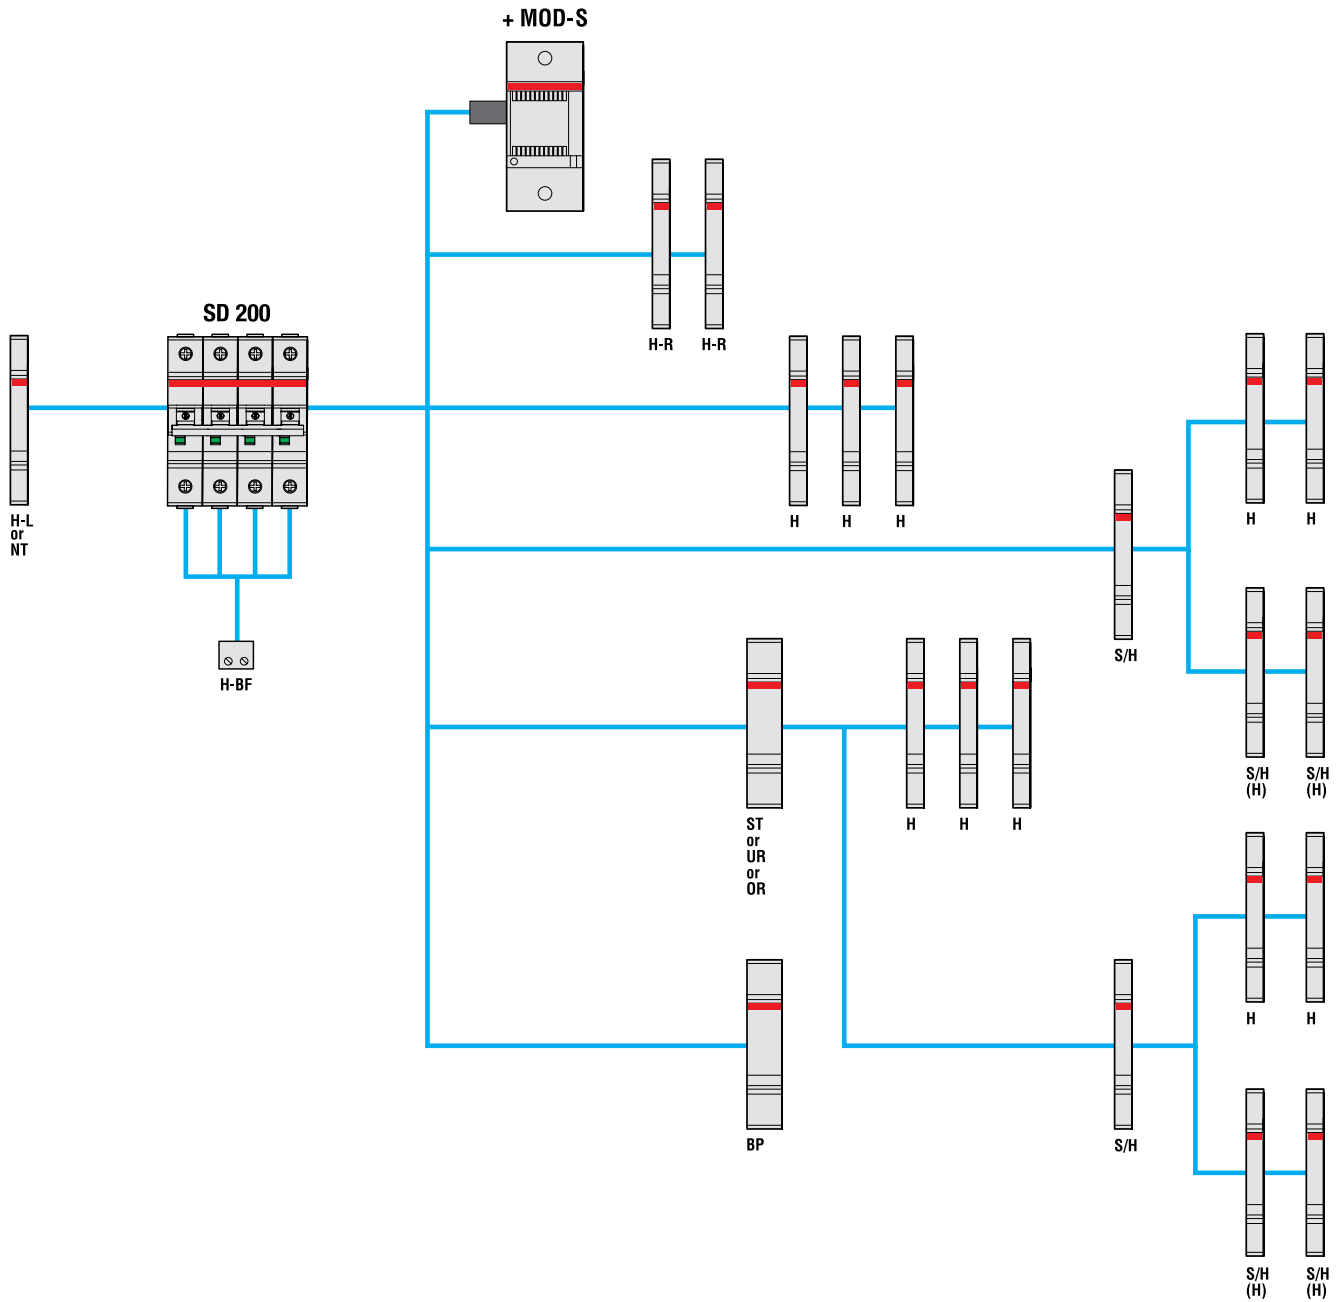 + MOD-S
SD 200
H-R H-R
H-L
or
NT
H H H
H H
H-BF
S/H
S/H S/H
(H) (H)
ST
or
UR
or
OR
H H H
H H
BP
S/H
S/H S/H
(H) (H)